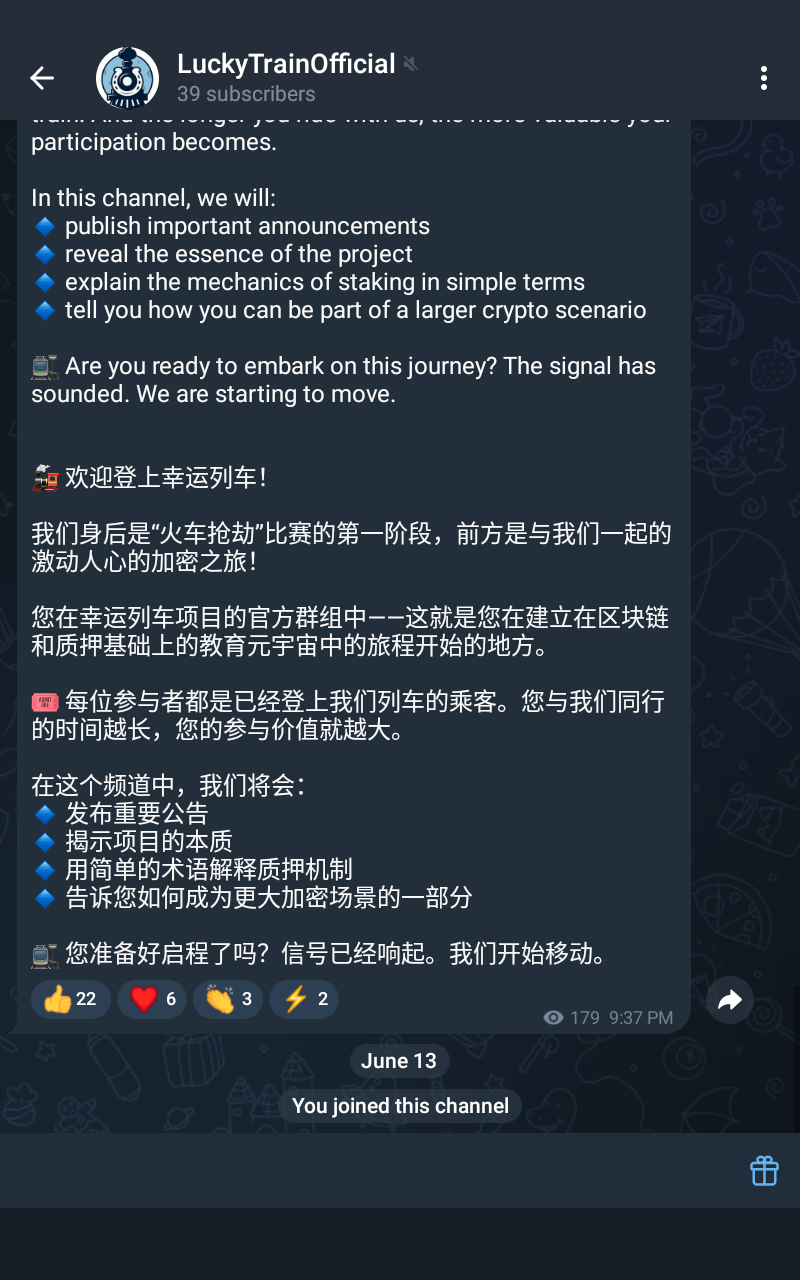 LuckyTrainOfficial
39 subscribers
train. And the longer you ride with us, the more valuable your
participation becomes.
In this channel, we will:
🔹 publish important announcements
🔹 reveal the essence of the project
🔹 explain the mechanics of staking in simple terms
🔹 tell you how you can be part of a larger crypto scenario
🚉 Are you ready to embark on this journey? The signal has
sounded. We are starting to move.
🚂 欢迎登上幸运列车！
我们身后是“火车抢劫”比赛的第一阶段，前方是与我们一起的
激动人心的加密之旅！
您在幸运列车项目的官方群组中——这就是您在建立在区块链
和质押基础上的教育元宇宙中的旅程开始的地方。
🎟 每位参与者都是已经登上我们列车的乘客。您与我们同行
的时间越长，您的参与价值就越大。
在这个频道中，我们将会：
🔹 发布重要公告
🔹 揭示项目的本质
🔹 用简单的术语解释质押机制
🔹 告诉您如何成为更大加密场景的一部分
🚉 您准备好启程了吗？信号已经响起。我们开始移动。
👍 22 ❤️ 6 👏 3 ⚡ 2
179 9:37 PM
June 13
You joined this channel